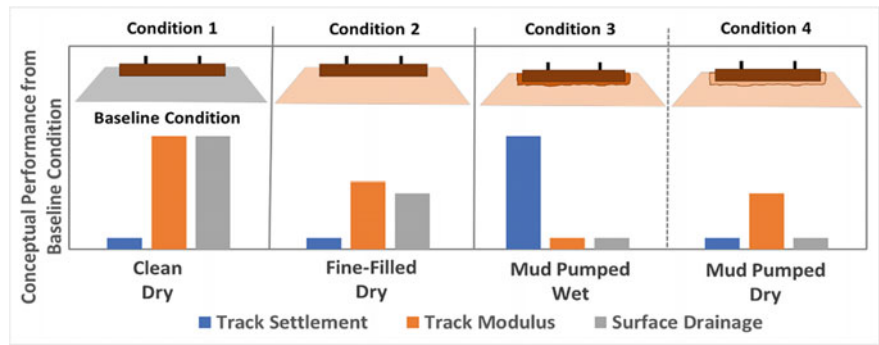 Condition 1
Condition 2
Condition 3
Condition 4
Conceptual Performance from
Baseline Condition
Baseline Condition
Clean
Dry
Fine-Filled
Dry
Mud Pumped
Wet
Mud Pumped
Dry
Track Settlement
Track Modulus
Surface Drainage